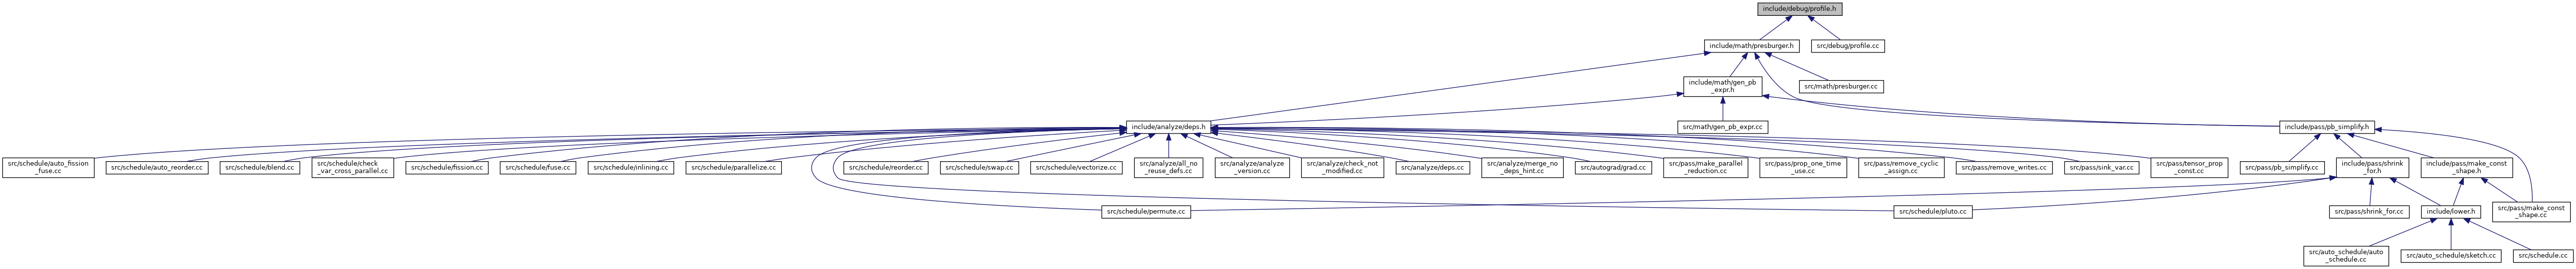 include/debug/profile.h
include/math/presburger.h
src/debug/profile.cc
include/math/gen_pb
_expr.h
src/math/presburger.cc
include/analyze/deps.h
src/math/gen_pb_expr.cc
include/pass/pb_simplify.h
src/schedule/auto_fission
_fuse.cc
src/schedule/auto_reorder.cc
src/schedule/blend.cc
src/schedule/check
_var_cross_parallel.cc
src/schedule/fission.cc
src/schedule/fuse.cc
src/schedule/inlining.cc
src/schedule/parallelize.cc
src/schedule/reorder.cc
src/schedule/swap.cc
src/schedule/vectorize.cc
src/analyze/all_no
_reuse_defs.cc
src/analyze/analyze
_version.cc
src/analyze/check_not
_modified.cc
src/analyze/deps.cc
src/analyze/merge_no
_deps_hint.cc
src/autograd/grad.cc
src/pass/make_parallel
_reduction.cc
src/pass/prop_one_time
_use.cc
src/pass/remove_cyclic
_assign.cc
src/pass/remove_writes.cc
src/pass/sink_var.cc
src/pass/tensor_prop
_const.cc
src/pass/pb_simplify.cc
include/pass/shrink
_for.h
include/pass/make_const
_shape.h
src/schedule/permute.cc
src/schedule/pluto.cc
src/pass/shrink_for.cc
include/lower.h
src/pass/make_const
_shape.cc
src/auto_schedule/auto
_schedule.cc
src/auto_schedule/sketch.cc
src/schedule.cc